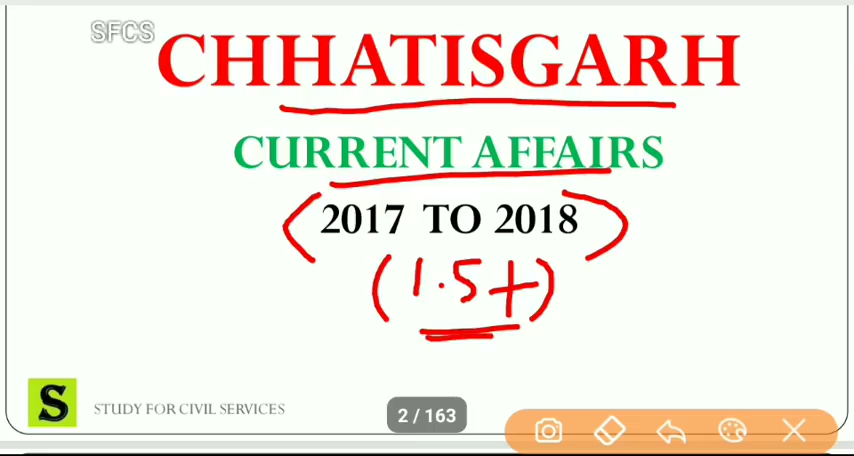 SFCS
CHHATISGARH
CURRENT AFFAIRS
2017 TO 2018
(1.5+)
S STUDY FOR CIVIL SERVICES
2 / 163